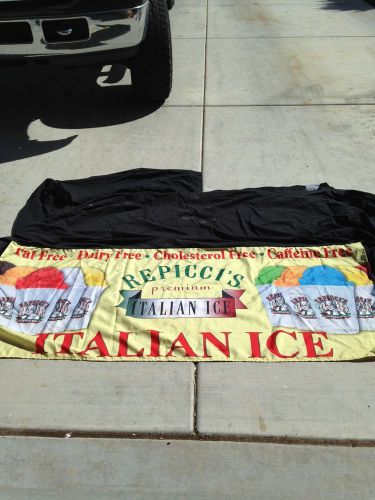 Fat Free • Dairy Free • Cholesterol Free • Caffeine Free
REPICCI'S
premium
ITALIAN ICE
ITALIAN ICE